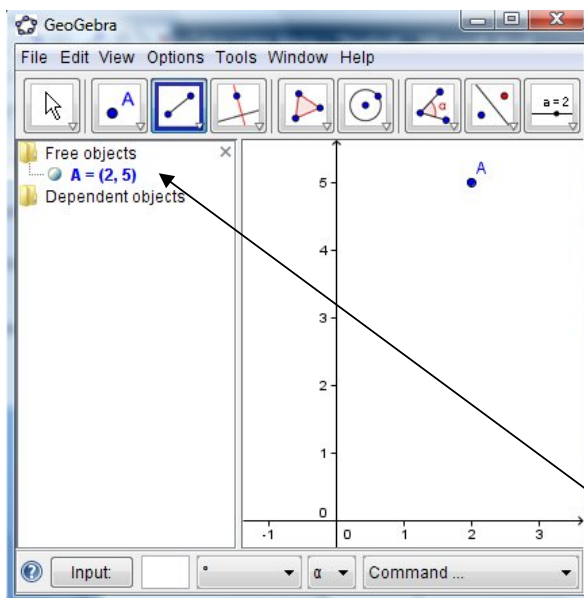 GeoGebra
File Edit View Options Tools Window Help
A
α
a = 2
Free objects
A = (2, 5)
Dependent objects
A
5
4
3
2
1
0
-1 0 1 2 3
Input: ° α Command ...